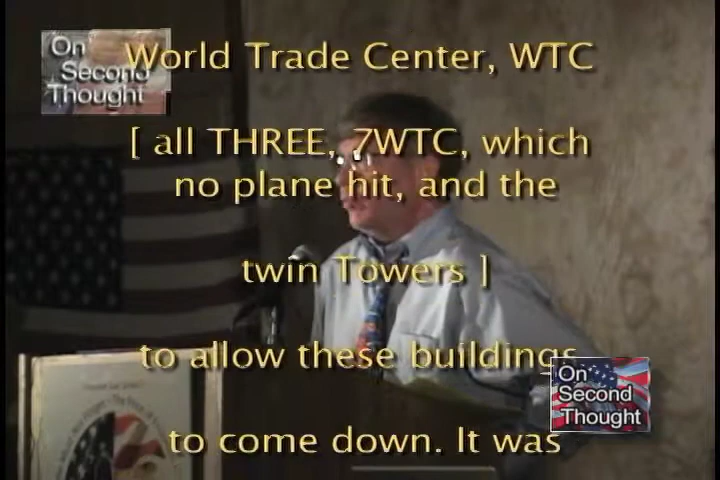 On
Second
Thought
World Trade Center, WTC
[ all THREE, 7WTC, which
no plane hit, and the
twin Towers ]
to allow these buildings
to come down. It was
On
Second
Thought